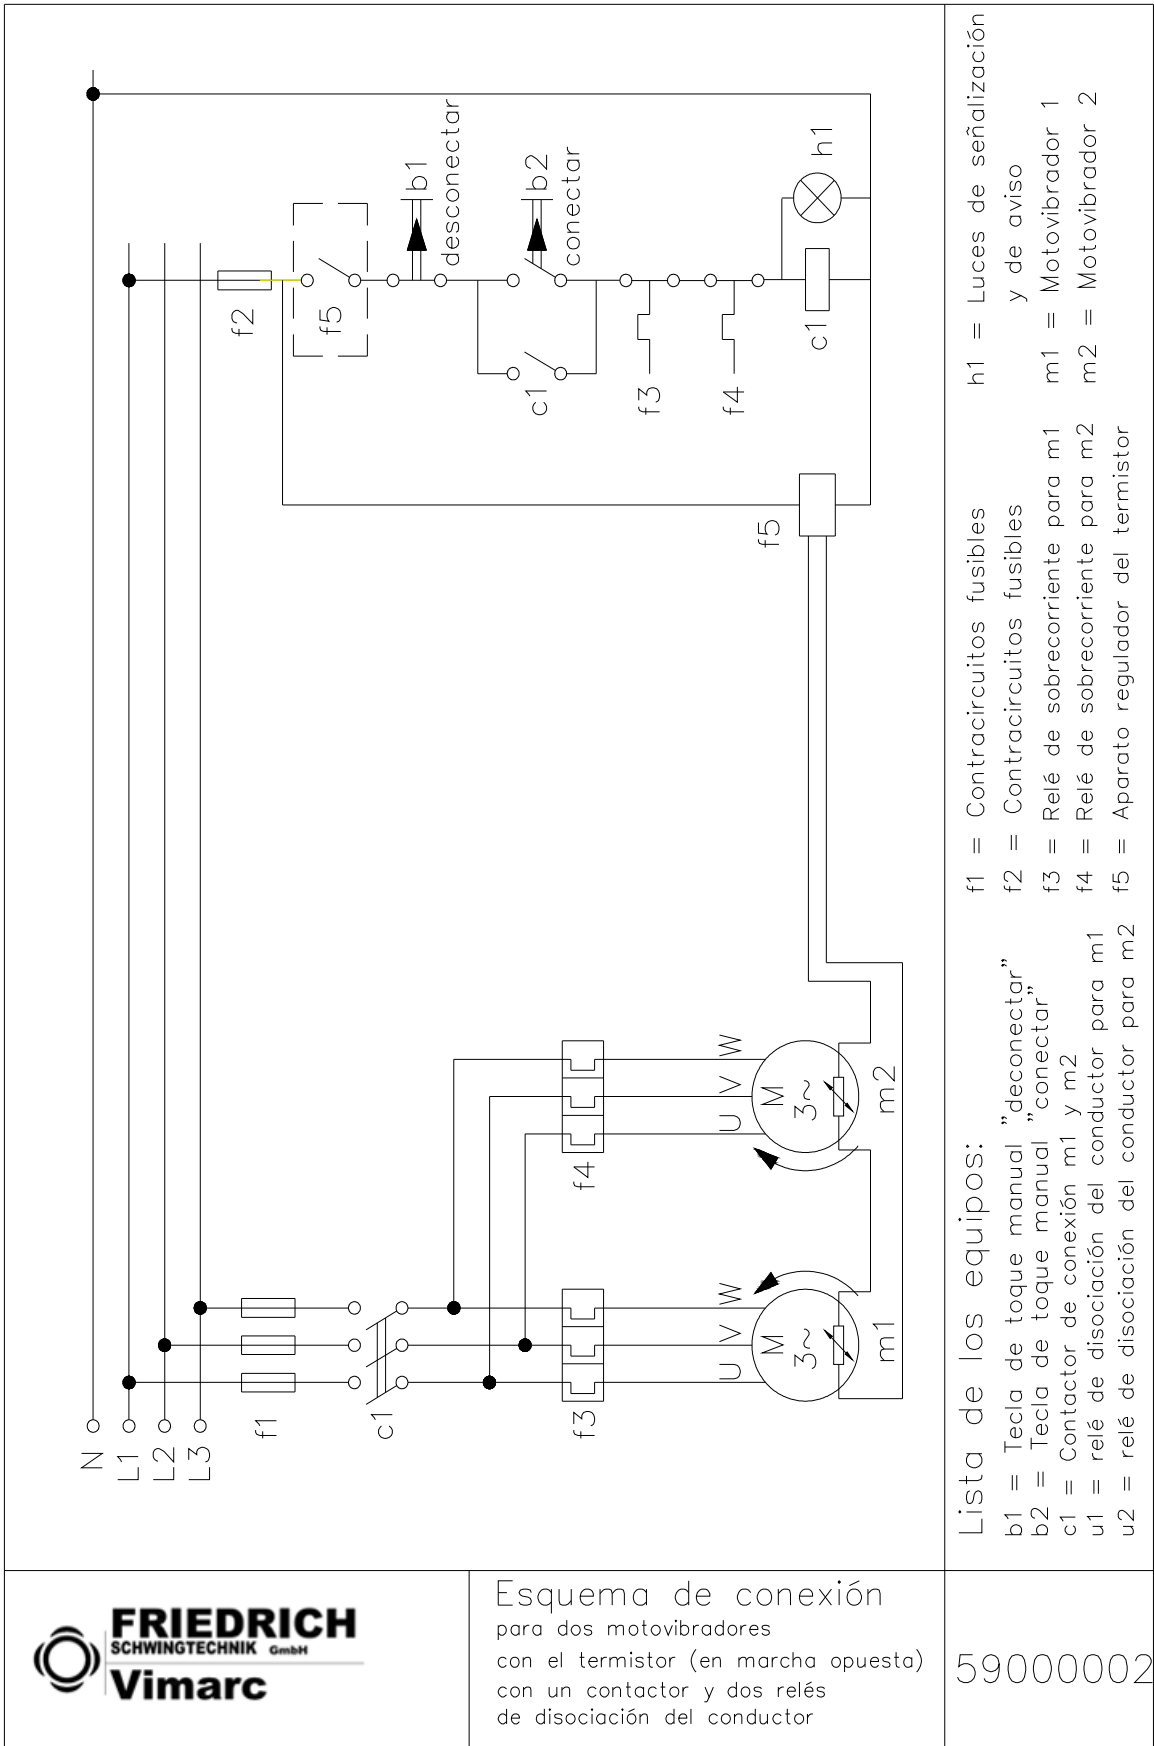 N
L1
L2
L3
f1
c1
f3
f4
U V W
M
3~
m1
U V W
M
3~
m2
f5
f2
f5
b1
desconectar
b2
conectar
c1
f3
f4
c1
h1
Lista de los equipos:
b1 = Tecla de toque manual "deconectar"
b2 = Tecla de toque manual "conectar"
c1 = Contactor de conexión m1 y m2
u1 = relé de disociación del conductor para m1
u2 = relé de disociación del conductor para m2
f1 = Contracircuitos fusibles
f2 = Contracircuitos fusibles
f3 = Relé de sobrecorriente para m1
f4 = Relé de sobrecorriente para m2
f5 = Aparato regulador del termistor
h1 = Luces de señalización
y de aviso
m1 = Motovibrador 1
m2 = Motovibrador 2
FRIEDRICH
SCHWINGTECHNIK GmbH
Vimarc
Esquema de conexión
para dos motovibradores
con el termistor (en marcha opuesta)
con un contactor y dos relés
de disociación del conductor
59000002